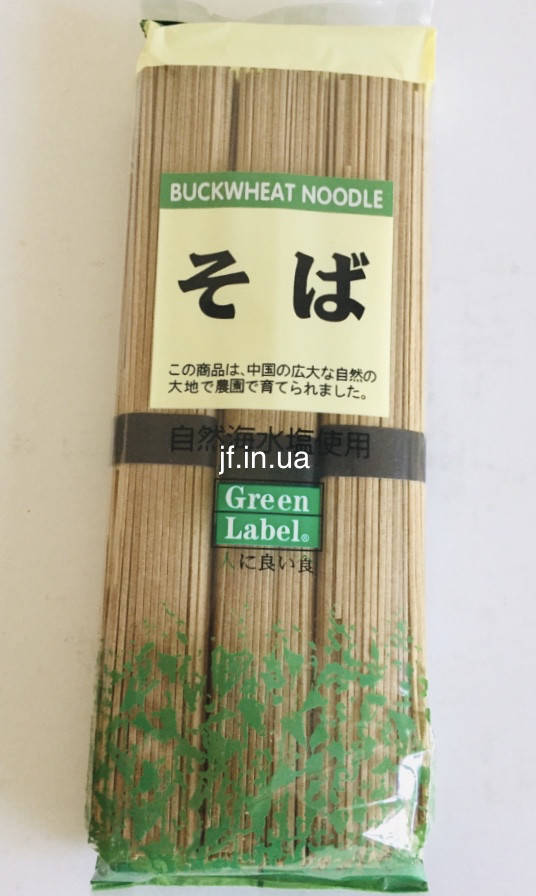 BUCKWHEAT NOODLE
そば
この商品は、中国の広大な自然の
大地で農園で育てられました。
自然海水塩使用
jf.in.ua
Green
Label®
人に良い食